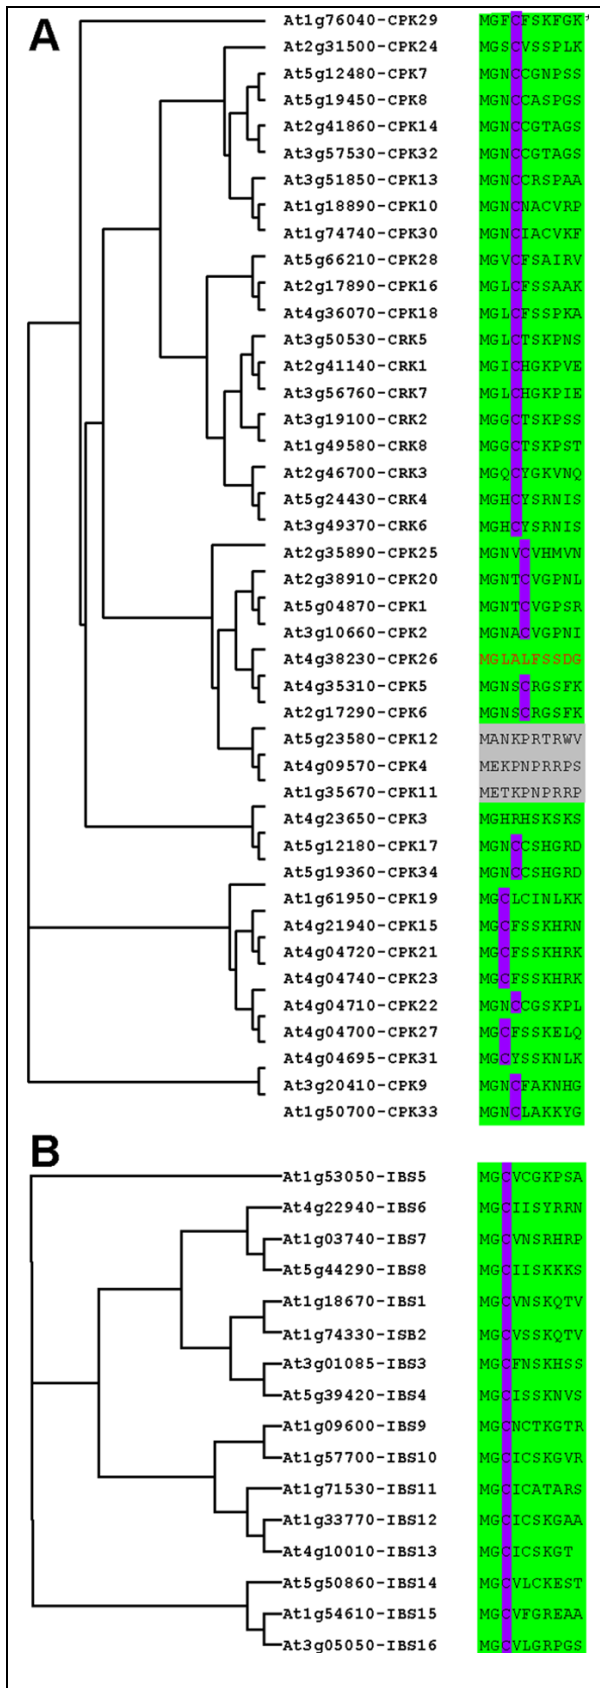 A
At1g76040-CPK29 MGFCFSKFGK*
At2g31500-CPK24 MGSCVSSPLK
At5g12480-CPK7 MGNCCGNPSS
At5g19450-CPK8 MGNCCASPGS
At2g41860-CPK14 MGNCCGTAGS
At3g57530-CPK32 MGNCCGTAGS
At3g51850-CPK13 MGNCCRSPAA
At1g18890-CPK10 MGNCNACVRP
At1g74740-CPK30 MGNCIACVKF
At5g66210-CPK28 MGVCFSAIRV
At2g17890-CPK16 MGLCFSSAAK
At4g36070-CPK18 MGLCFSSPKA
At3g50530-CRK5 MGLCTSKPNS
At2g41140-CRK1 MGICHGKPVE
At3g56760-CRK7 MGLCHGKPIE
At3g19100-CRK2 MGGCTSKPSS
At1g49580-CRK8 MGGCTSKPST
At2g46700-CRK3 MGQCYGKVNQ
At5g24430-CRK4 MGHCYSRNIS
At3g49370-CRK6 MGHCYSRNIS
At2g35890-CPK25 MGNVCVHMVN
At2g38910-CPK20 MGNTCVGPNL
At5g04870-CPK1 MGNTCVGPSR
At3g10660-CPK2 MGNACVGPNI
At4g38230-CPK26 MGLALFSSDG
At4g35310-CPK5 MGNSCRGSFK
At2g17290-CPK6 MGNSCRGSFK
At5g23580-CPK12 MANKPRTRWV
At4g09570-CPK4 MEKPNPRRPS
At1g35670-CPK11 METKPNPRRP
At4g23650-CPK3 MGHRHSKSKS
At5g12180-CPK17 MGNCCSHGRD
At5g19360-CPK34 MGNCCSHGRD
At1g61950-CPK19 MGCLCINLKK
At4g21940-CPK15 MGCFSSKHRN
At4g04720-CPK21 MGCFSSKHRK
At4g04740-CPK23 MGCFSSKHRK
At4g04710-CPK22 MGNCCGSKPL
At4g04700-CPK27 MGCFSSKELQ
At4g04695-CPK31 MGCYSSKNLK
At3g20410-CPK9 MGNCFAKNHG
At1g50700-CPK33 MGNCLAKKYG
B
At1g53050-IBS5 MGCVCGKPSA
At4g22940-IBS6 MGCIISYRRN
At1g03740-IBS7 MGCVNSRHRP
At5g44290-IBS8 MGCIISKKKS
At1g18670-IBS1 MGCVNSKQTV
At1g74330-ISB2 MGCVSSKQTV
At3g01085-IBS3 MGCFNSKHSS
At5g39420-IBS4 MGCISSKNVS
At1g09600-IBS9 MGCNCTKGTR
At1g57700-IBS10 MGCICSKGVR
At1g71530-IBS11 MGCICATARS
At1g33770-IBS12 MGCICSKGAA
At4g10010-IBS13 MGCICSKGT
At5g50860-IBS14 MGCVLCKEST
At1g54610-IBS15 MGCVFGREAA
At3g05050-IBS16 MGCVLGRPGS